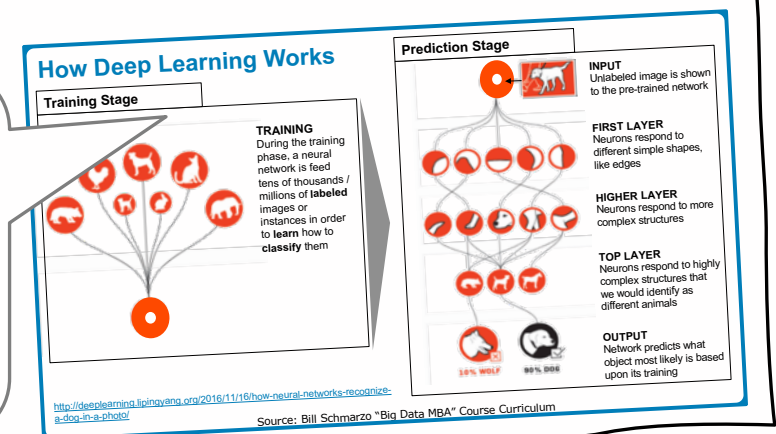 How Deep Learning Works
Training Stage
TRAINING
During the training
phase, a neural
network is feed
tens of thousands /
millions of labeled
images or
instances in order
to learn how to
classify them
Prediction Stage
INPUT
Unlabeled image is shown
to the pre-trained network
FIRST LAYER
Neurons respond to
different simple shapes,
like edges
HIGHER LAYER
Neurons respond to more
complex structures
TOP LAYER
Neurons respond to highly
complex structures that
we would identify as
different animals
OUTPUT
Network predicts what
object most likely is based
upon its training
10% WOLF
90% DOG
http://deeplearning.lipingyang.org/2016/11/16/how-neural-networks-recognize-
a-dog-in-a-photo/
Source: Bill Schmarzo "Big Data MBA" Course Curriculum